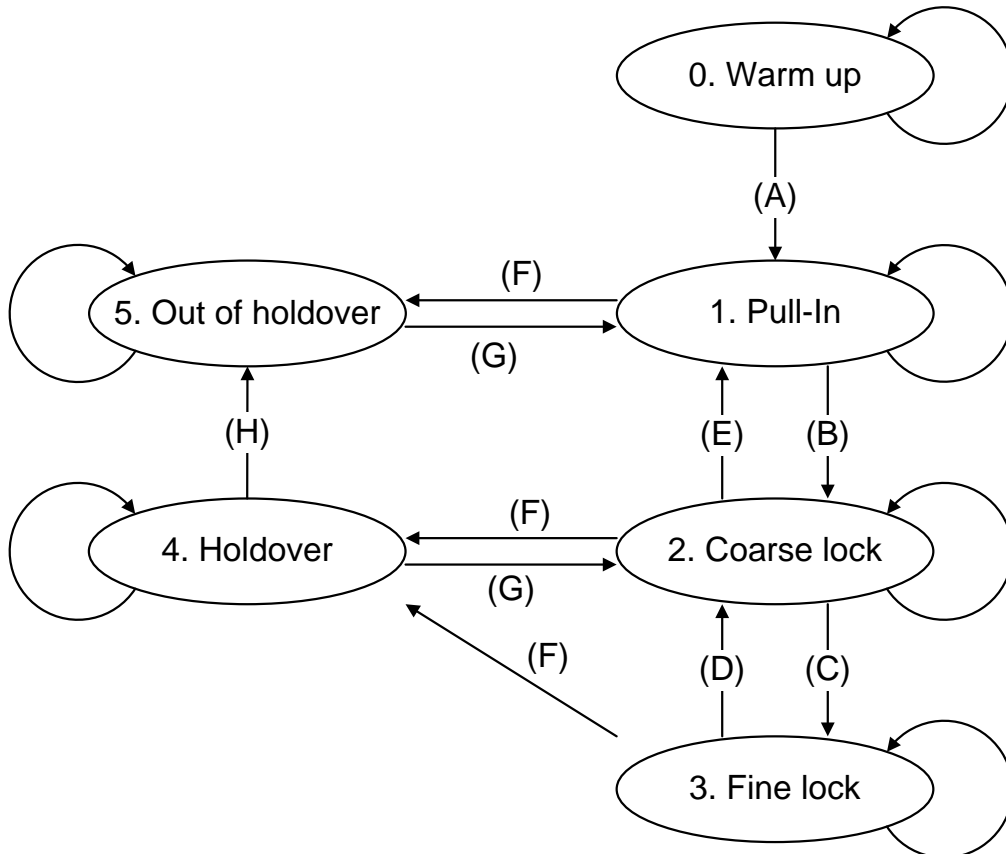 0. Warm up
(A)
5. Out of holdover
(F)
(G)
1. Pull-In
(H)
(E)
(B)
4. Holdover
(F)
(G)
2. Coarse lock
(F)
(D)
(C)
3. Fine lock